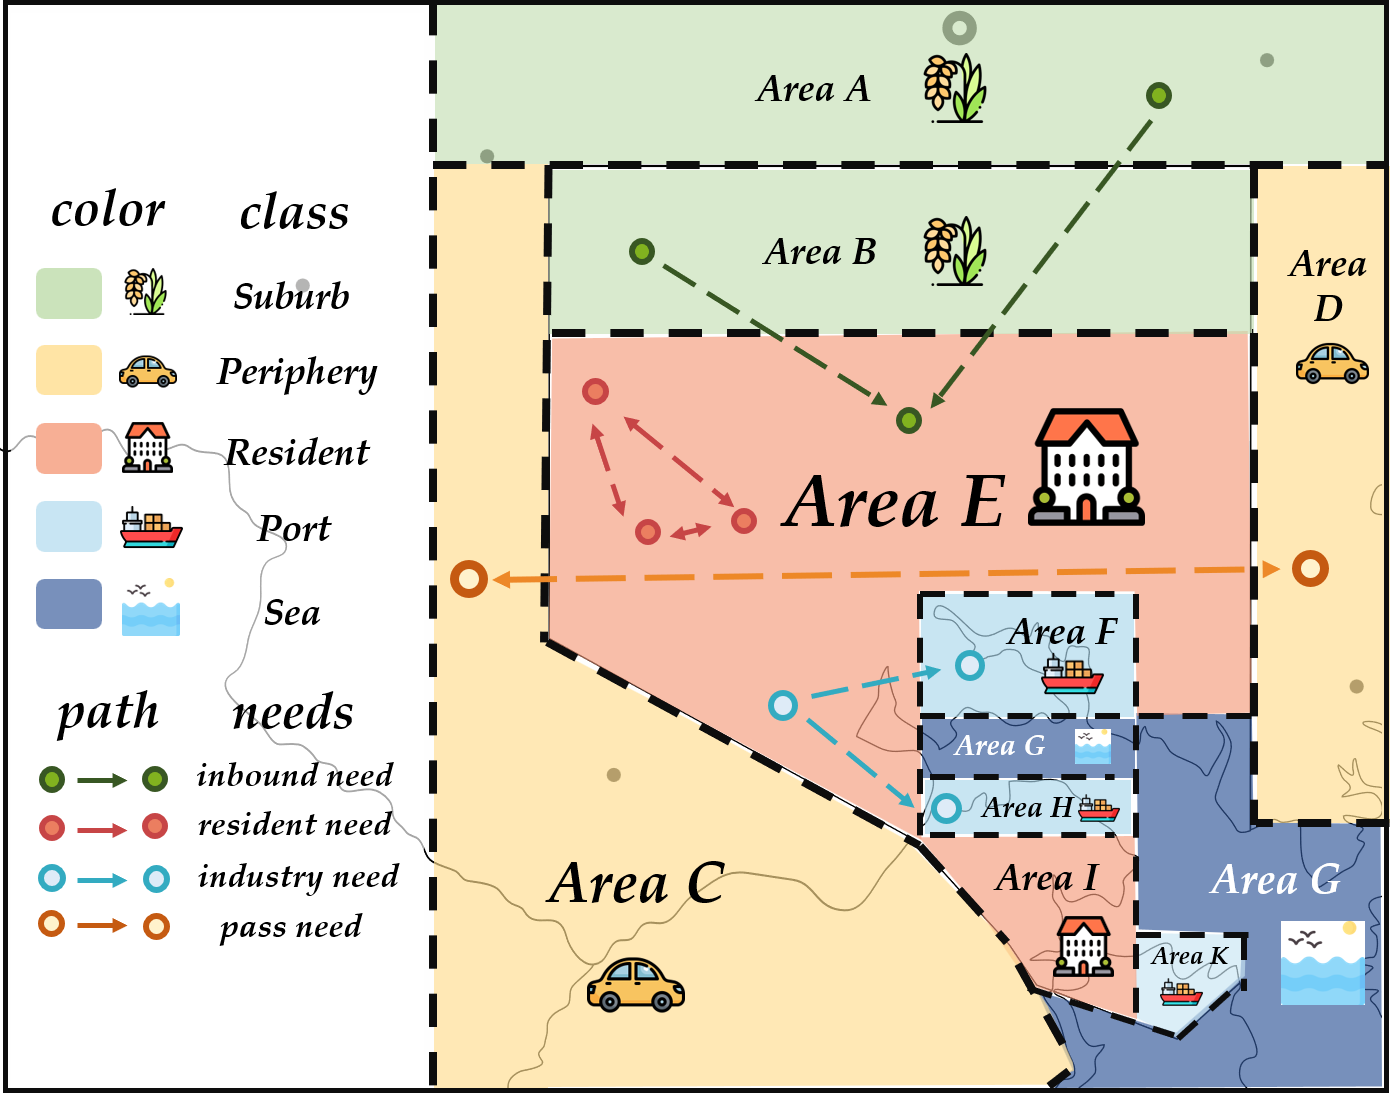 color class
Suburb
Periphery
Resident
Port
Sea
path needs
inbound need
resident need
industry need
pass need
Area A
Area B
Area
D
Area E
Area F
Area G
Area H
Area C
Area I
Area G
Area K